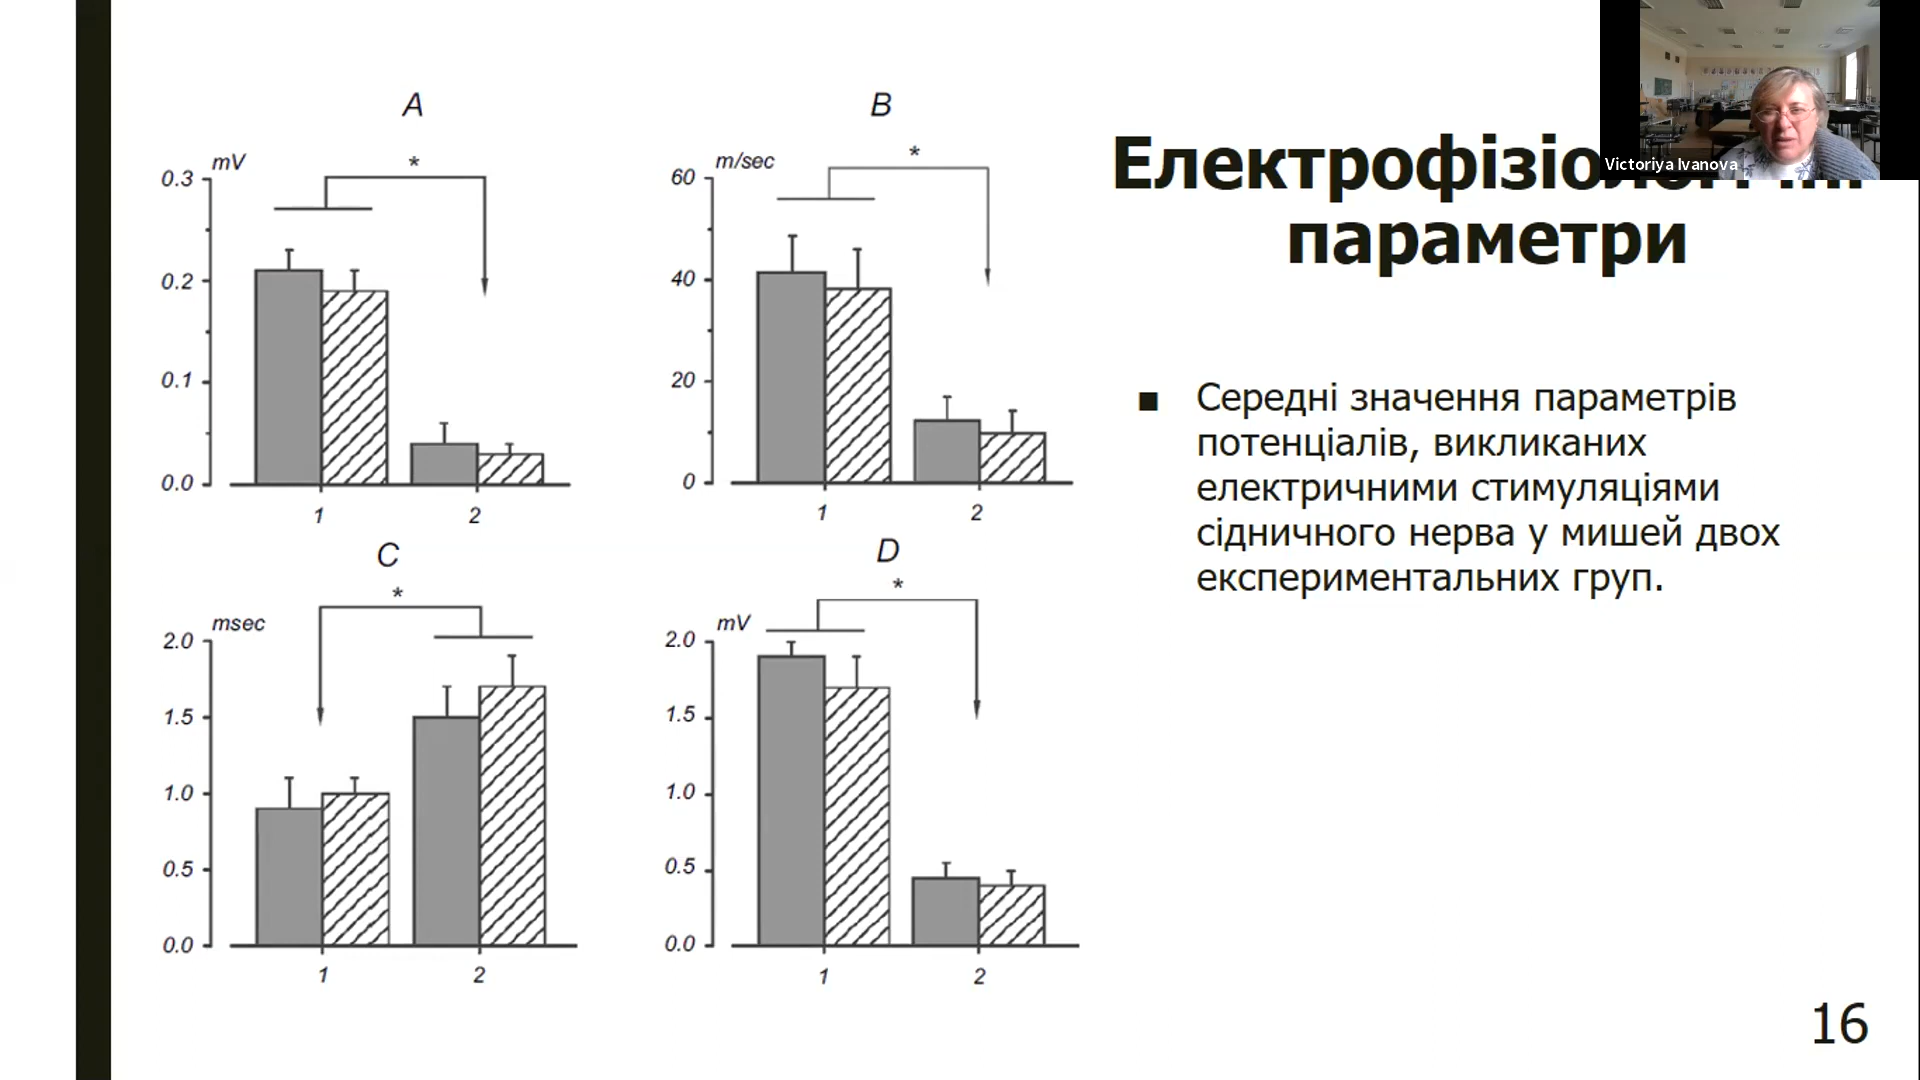 A
mV
*
0.3
0.2
0.1
0.0
1 2
B
m/sec
*
60
40
20
0
1 2
C
msec
*
2.0
1.5
1.0
0.5
0.0
1 2
D
mV
*
2.0
1.5
1.0
0.5
0.0
1 2
Victoriya Ivanova
параметри
■ Середні значення параметрів
потенціалів, викликаних
електричними стимуляціями
сідничного нерва у мишей двох
експериментальних груп.
16